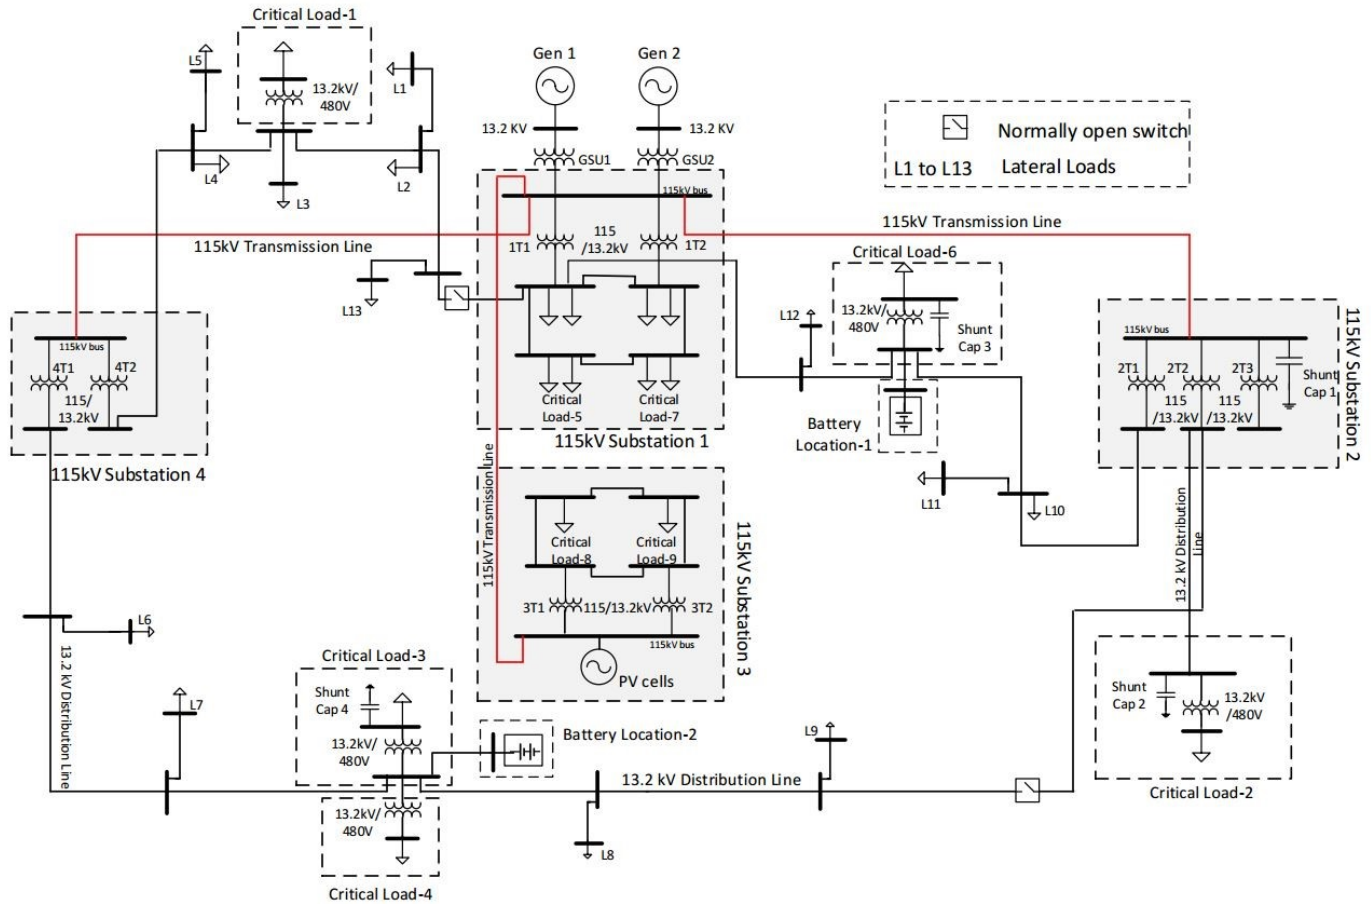 Critical Load-1
L5
13.2kV/
480V
L1
L4
L3
L2
Gen 1
Gen 2
13.2 KV
13.2 KV
GSU1
GSU2
Normally open switch
L1 to L13
Lateral Loads
115kV bus
115kV Transmission Line
115kV Transmission Line
1T1
115
/13.2kV
1T2
L13
Critical
Load-5
Critical
Load-7
115kV Substation 1
Critical Load-6
13.2kV/
480V
Shunt
Cap 3
L12
Battery
Location-1
L11
L10
115kV bus
2T1
2T2
2T3
115
/13.2kV
115
/13.2kV
Shunt
Cap 1
115kV Substation 2
115kV bus
4T1
4T2
115/
13.2kV
115kV Substation 4
115kV Transmission Line
Critical
Load-8
Critical
Load-9
3T1
115/13.2kV
3T2
115kV bus
PV cells
115kV Substation 3
13.2 kV Distribution
Line
Critical Load-2
Shunt
Cap 2
13.2kV
/480V
L6
13.2 kV Distribution Line
L7
Critical Load-3
Shunt
Cap 4
13.2kV/
480V
13.2kV/
480V
Critical Load-4
Battery Location-2
L8
13.2 kV Distribution Line
L9